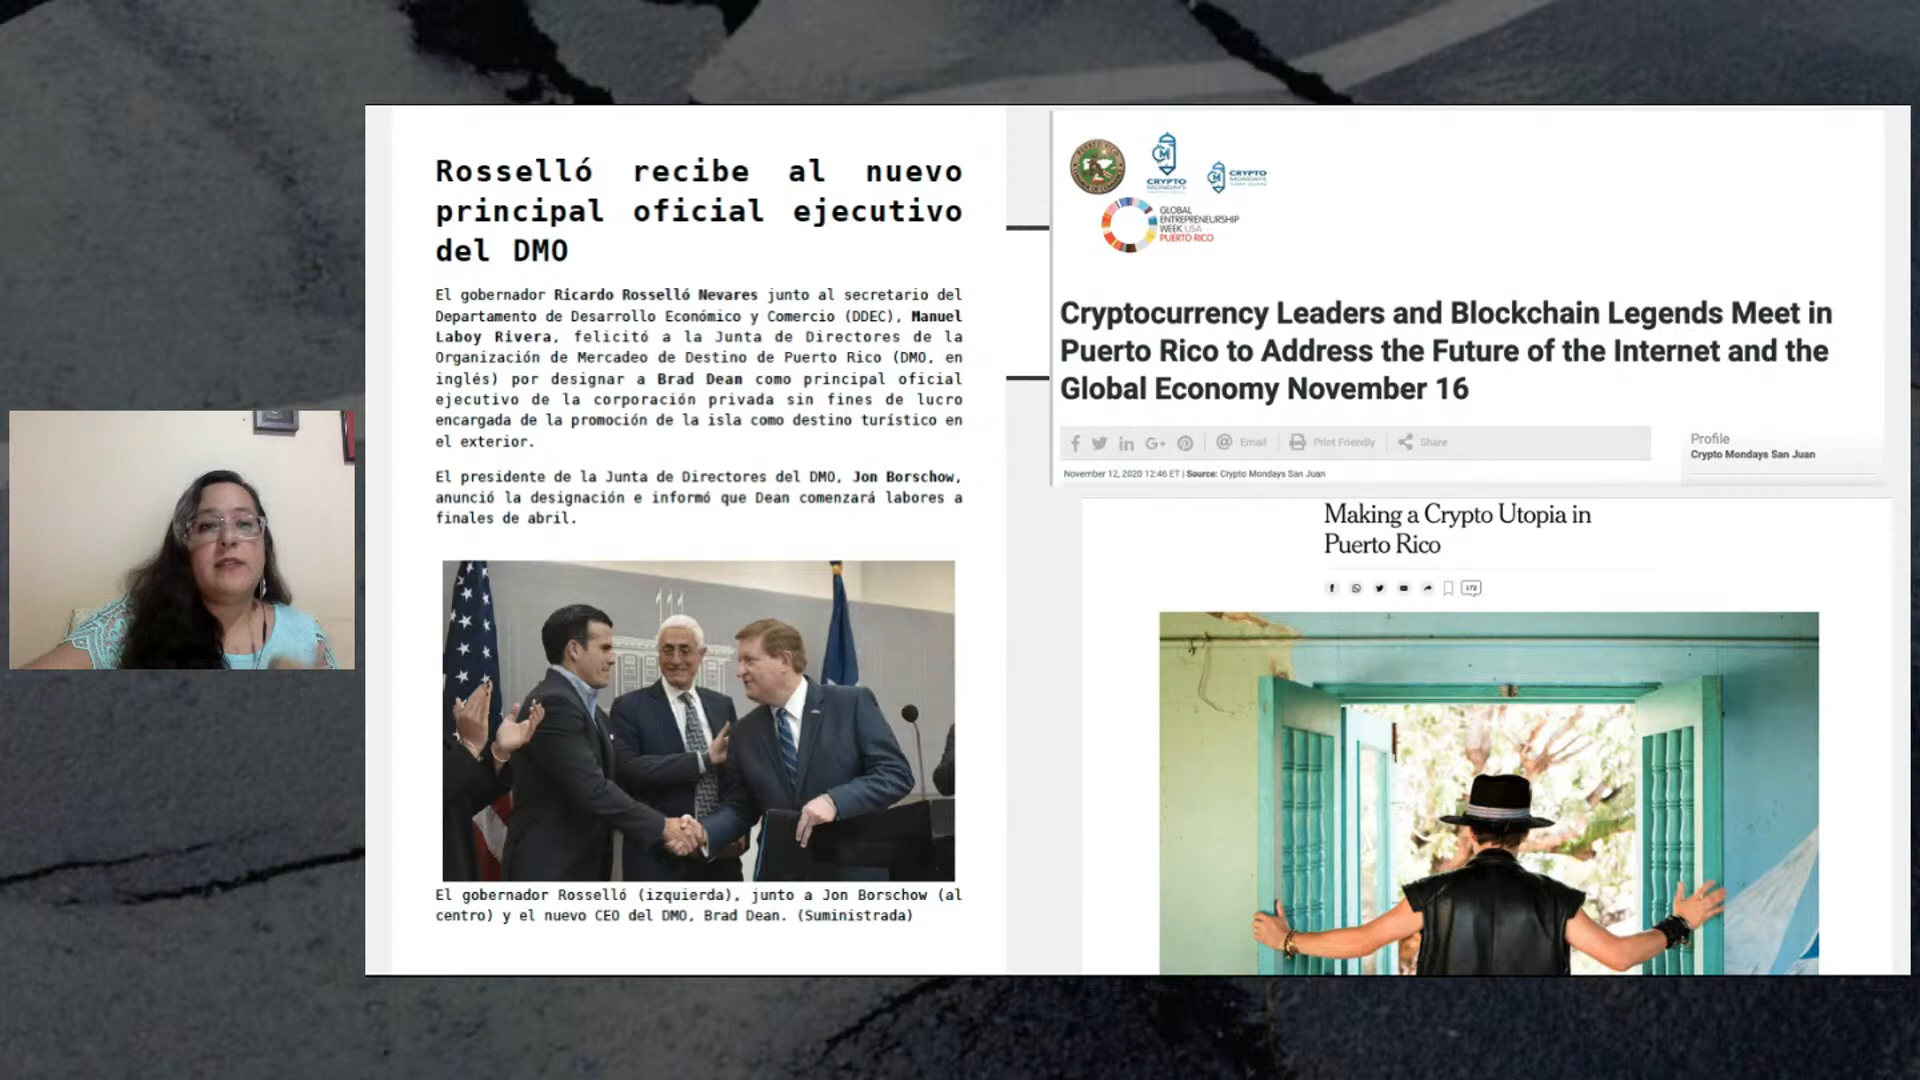 Rosselló recibe al nuevo
principal oficial ejecutivo
del DMO
El gobernador Ricardo Rosselló Nevares junto al secretario del
Departamento de Desarrollo Económico y Comercio (DDEC), Manuel
Laboy Rivera, felicitó a la Junta de Directores de la
Organización de Mercadeo de Destino de Puerto Rico (DMO, en
inglés) por designar a Brad Dean como principal oficial
ejecutivo de la corporación privada sin fines de lucro
encargada de la promoción de la isla como destino turístico en
el exterior.
El presidente de la Junta de Directores del DMO, Jon Borschow,
anunció la designación e informó que Dean comenzará labores a
finales de abril.
El gobernador Rosselló (izquierda), junto a Jon Borschow (al
centro) y el nuevo CEO del DMO, Brad Dean. (Suministrada)
CRYPTO
MONDAYS
CRYPTO
MONDAYS
GLOBAL
ENTREPRENEURSHIP
WEEK USA
PUERTO RICO
Cryptocurrency Leaders and Blockchain Legends Meet in
Puerto Rico to Address the Future of the Internet and the
Global Economy November 16
Email Print Friendly Share
Profile
Crypto Mondays San Juan
November 12, 2020 12:46 ET | Source: Crypto Mondays San Juan
Making a Crypto Utopia in
Puerto Rico
172